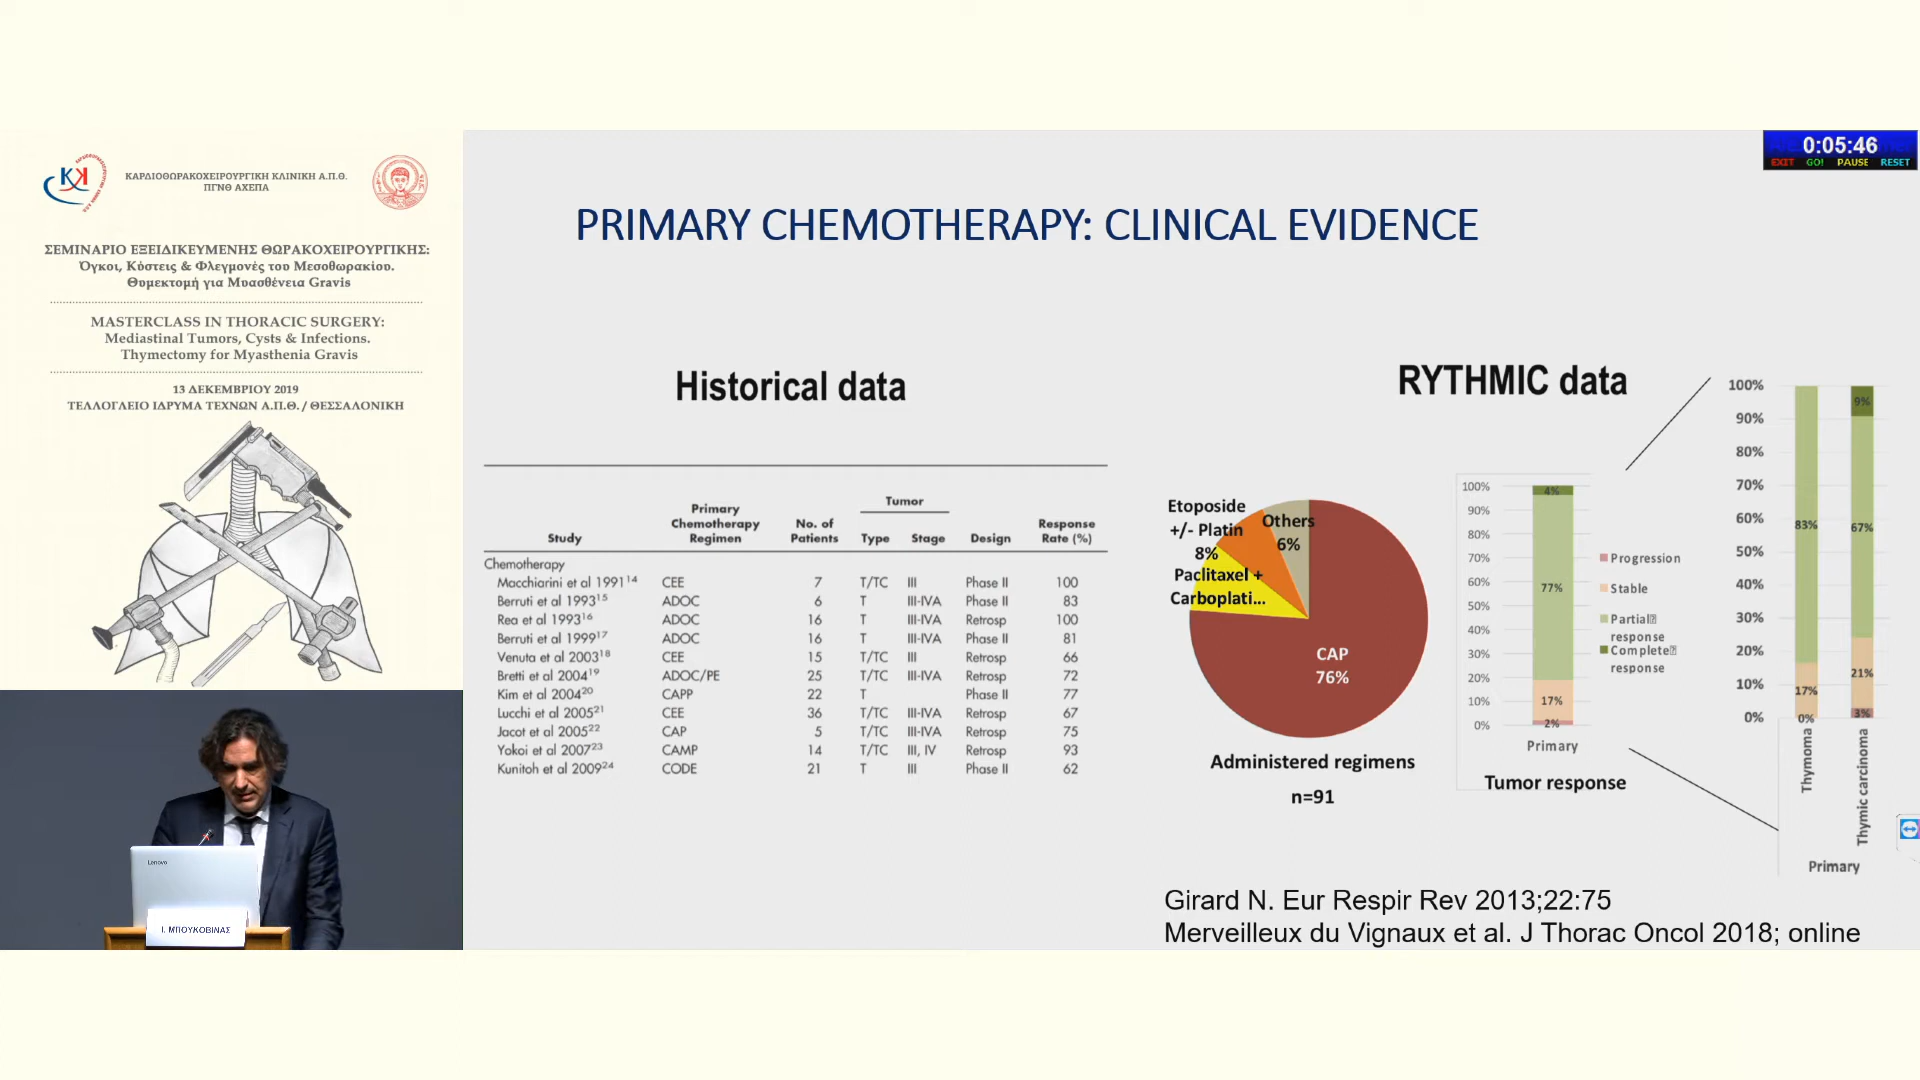 ΚΑΡΔΙΟΘΩΡΑΚΟΧΕΙΡΟΥΡΓΙΚΗ ΚΛΙΝΙΚΗ Α.Π.Θ.
ΠΓΝΘ ΑΧΕΠΑ
ΣΕΜΙΝΑΡΙΟ ΕΞΕΙΔΙΚΕΥΜΕΝΗΣ ΘΩΡΑΚΟΧΕΙΡΟΥΡΓΙΚΗΣ:
Όγκοι, Κύστεις & Φλεγμονές του Μεσοθωρακίου.
Θυμεκτομή για Μυασθένεια Gravis
MASTERCLASS IN THORACIC SURGERY:
Mediastinal Tumors, Cysts & Infections.
Thymectomy for Myasthenia Gravis
13 ΔΕΚΕΜΒΡΙΟΥ 2019
ΤΕΛΛΟΓΛΕΙΟ ΙΔΡΥΜΑ ΤΕΧΝΩΝ Α.Π.Θ. / ΘΕΣΣΑΛΟΝΙΚΗ
Lenovo
Ι. ΜΠΟΥΚΟΒΙΝΑΣ
0:05:46
EXIT GO! PAUSE RESET
PRIMARY CHEMOTHERAPY: CLINICAL EVIDENCE
Historical data
Tumor
Study Primary Chemotherapy Regimen No. of Patients Type Stage Design Response Rate (%)
Chemotherapy
Macchiarini et al 1991 14 CEE 7 T/TC III Phase II 100
Berruti et al 1993 15 ADOC 6 T III-IVA Phase II 83
Rea et al 1993 16 ADOC 16 T III-IVA Retrosp 100
Berruti et al 1999 17 ADOC 16 T III-IVA Phase II 81
Venuta et al 2003 18 CEE 15 T/TC III Retrosp 66
Bretti et al 2004 19 ADOC/PE 25 T/TC III-IVA Retrosp 72
Kim et al 2004 20 CAPP 22 T Phase II 77
Lucchi et al 2005 21 CEE 36 T/TC III-IVA Retrosp 67
Jacot et al 2005 22 CAP 5 T/TC III-IVA Retrosp 75
Yokoi et al 2007 23 CAMP 14 T/TC III, IV Retrosp 93
Kunitoh et al 2009 24 CODE 21 T III Phase II 62
RYTHMIC data
Etoposide
+/- Platin
8%
Others
6%
Paclitaxel +
Carboplati...
CAP
76%
Administered regimens
n=91
100%
90%
80%
70%
60%
50%
40%
30%
20%
10%
0%
4%
77%
17%
2%
Primary
Tumor response
Progression
Stable
Partial
response
Complete
response
100%
90%
80%
70%
60%
50%
40%
30%
20%
10%
0%
83%
17%
0%
9%
67%
21%
3%
Thymoma
Thymic carcinoma
Primary
Girard N. Eur Respir Rev 2013;22:75
Merveilleux du Vignaux et al. J Thorac Oncol 2018; online